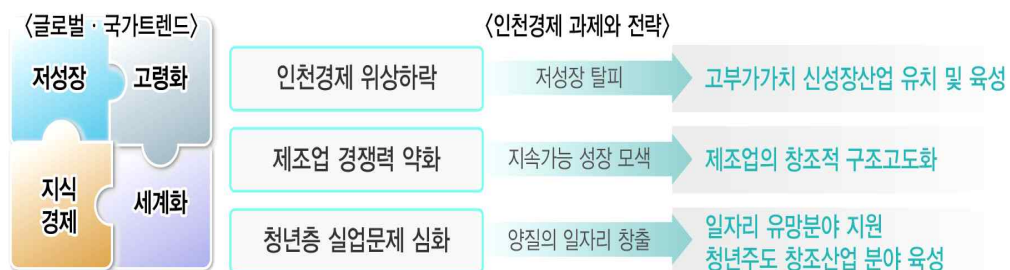 〈글로벌 · 국가트렌드〉
저성장
고령화
지식
경제
세계화
〈인천경제 과제와 전략〉
인천경제 위상하락
저성장 탈피
고부가가치 신성장산업 유치 및 육성
제조업 경쟁력 약화
지속가능 성장 모색
제조업의 창조적 구조고도화
청년층 실업문제 심화
양질의 일자리 창출
일자리 유망분야 지원
청년주도 창조산업 분야 육성